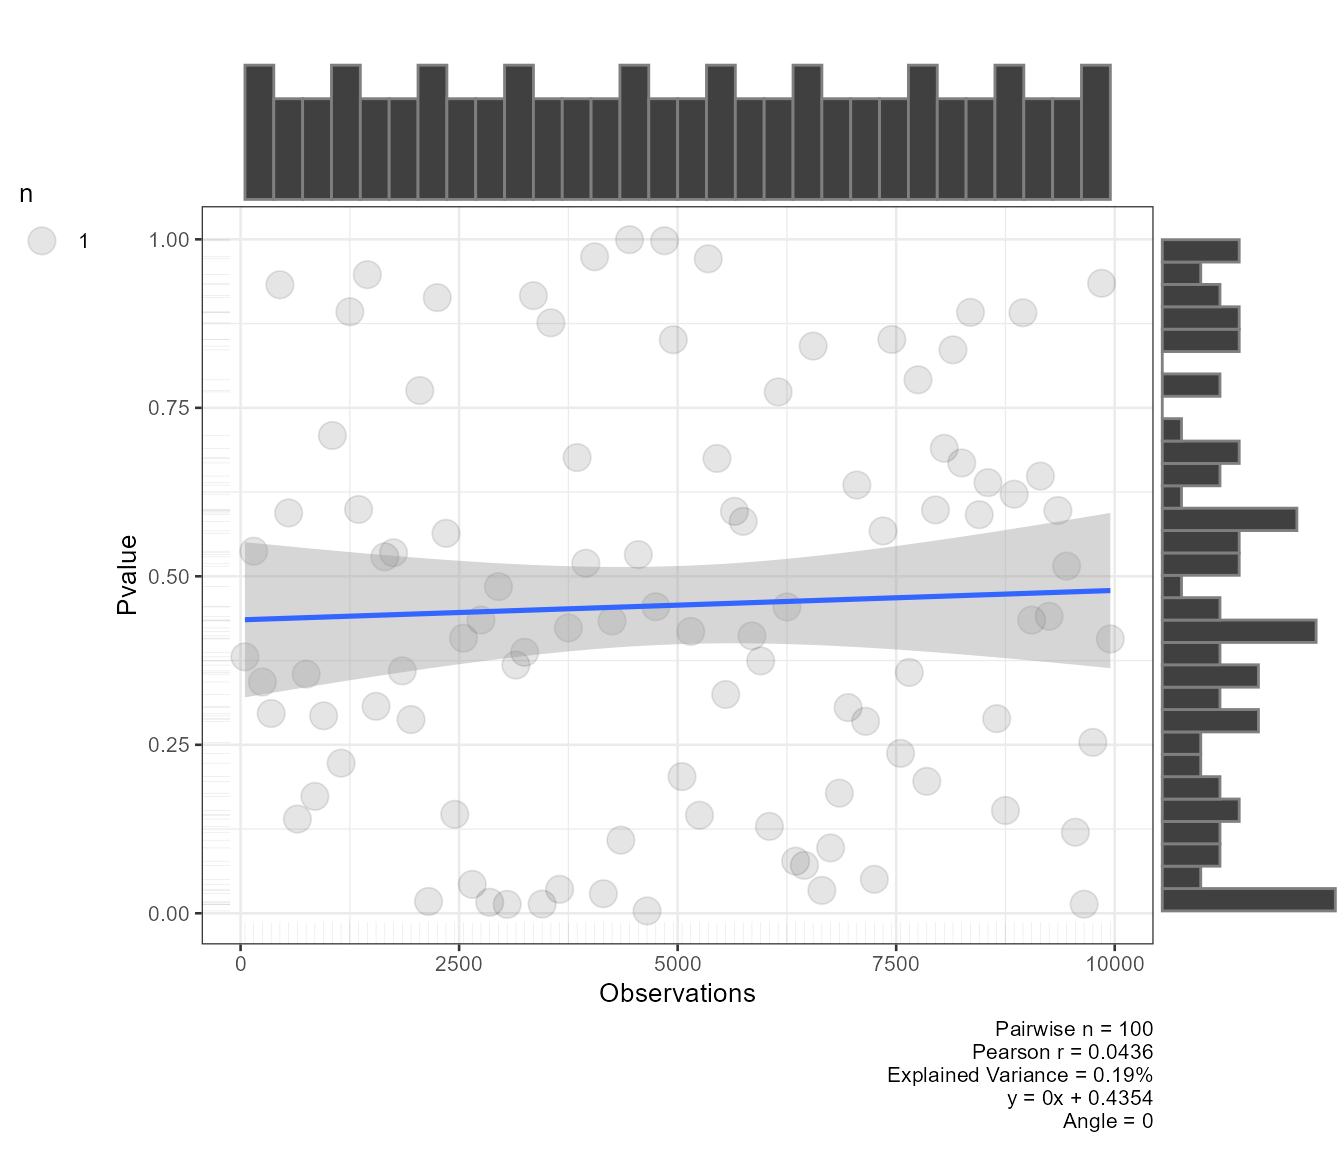 n
1
1.00
0.75
0.50
0.25
0.00
Pvalue
0
2500
5000
7500
10000
Observations
Pairwise n = 100
Pearson r = 0.0436
Explained Variance = 0.19%
y = 0x + 0.4354
Angle = 0